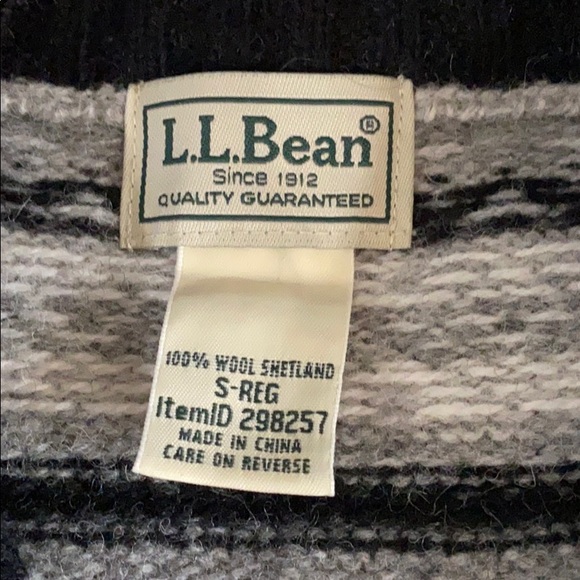 L.L.Bean®
Since 1912
QUALITY GUARANTEED
100% WOOL SHETLAND
S-REG
ItemID 298257
MADE IN CHINA
CARE ON REVERSE